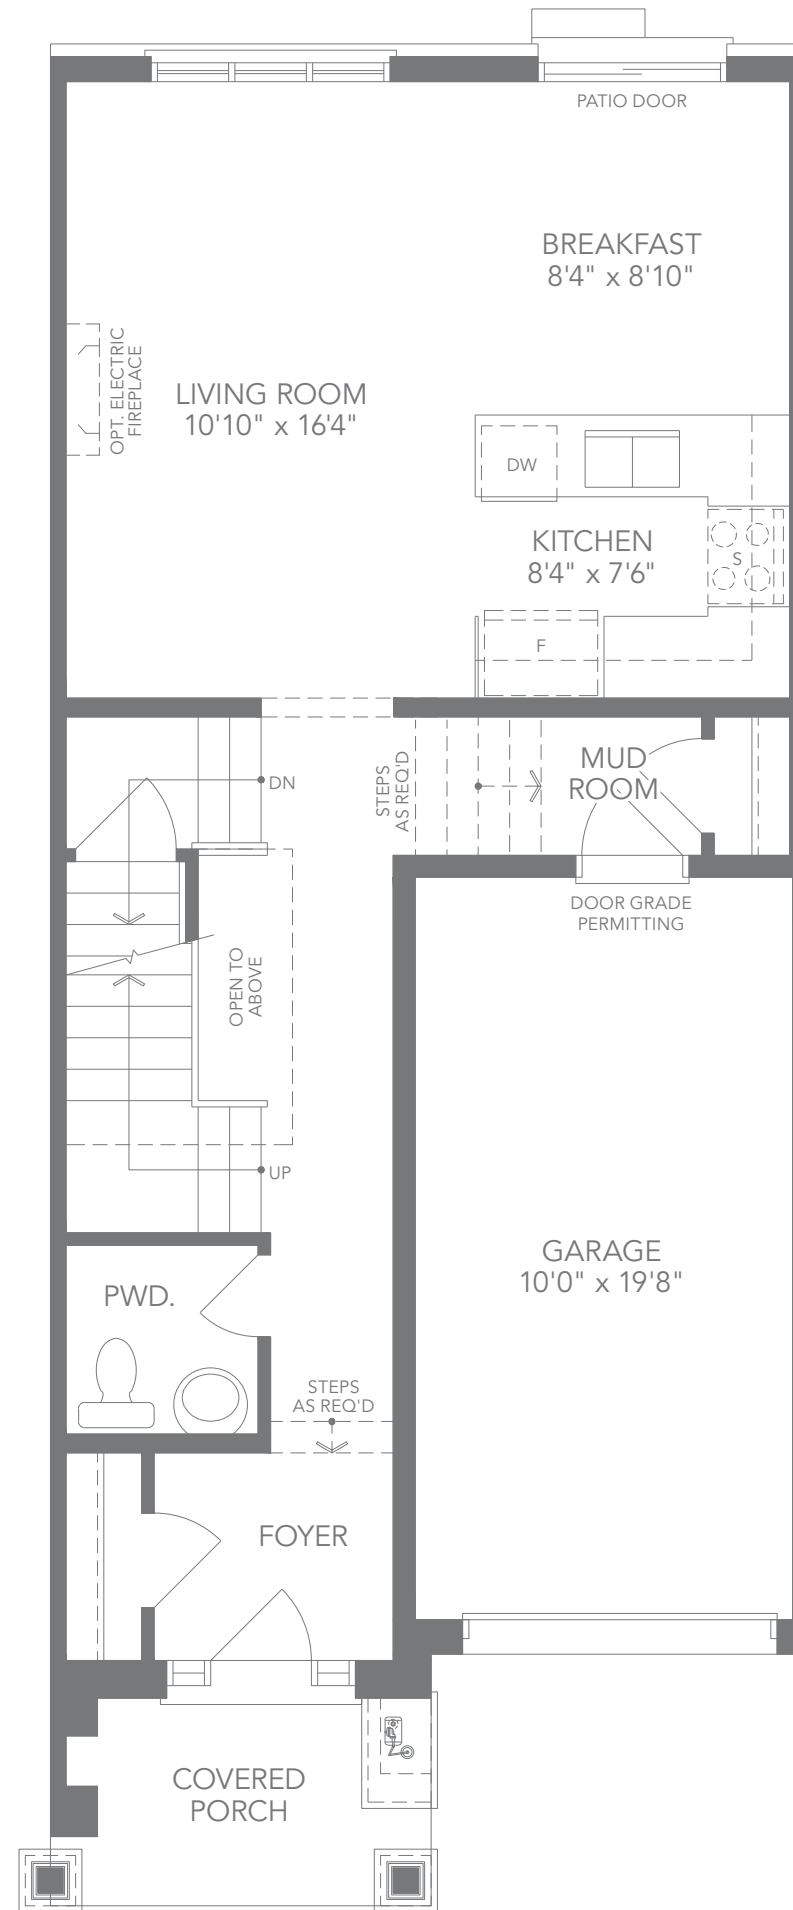 PATIO DOOR
BREAKFAST
8'4" x 8'10"
OPT. ELECTRIC
FIREPLACE
LIVING ROOM
10'10" x 16'4"
DW
KITCHEN
8'4" x 7'6"
S
F
DN
STEPS
AS REQ'D
MUD
ROOM
DOOR GRADE
PERMITTING
OPEN TO
ABOVE
UP
GARAGE
10'0" x 19'8"
PWD.
STEPS
AS REQ'D
FOYER
COVERED
PORCH